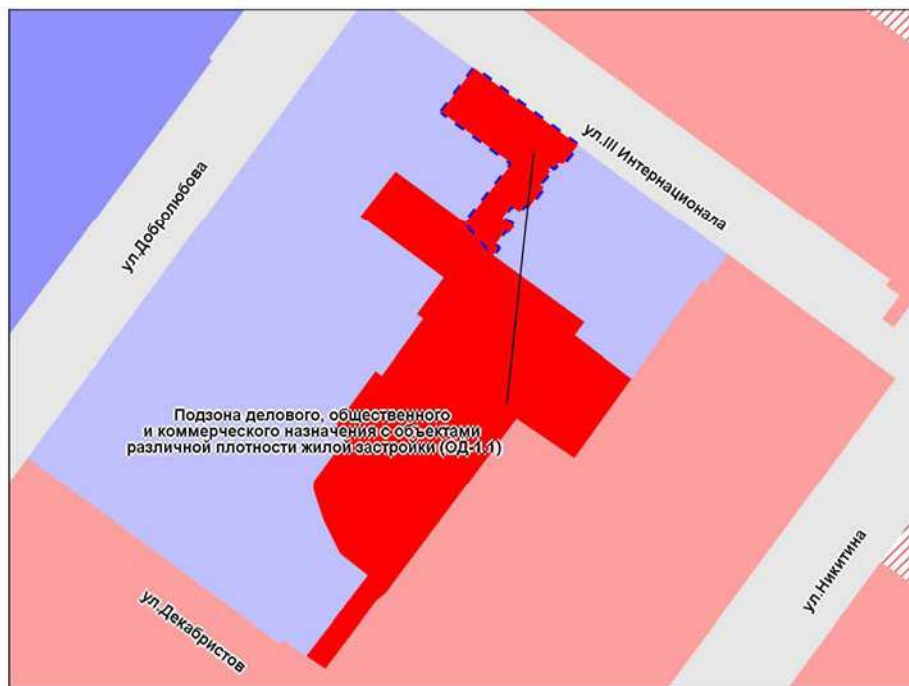 ул.III Интернационала
ул.Добролюбова
Подзона делового, общественного
и коммерческого назначения с объектами
различной плотности жилой застройки (ОД-1.1)
ул.Никитина
ул.Декабристов